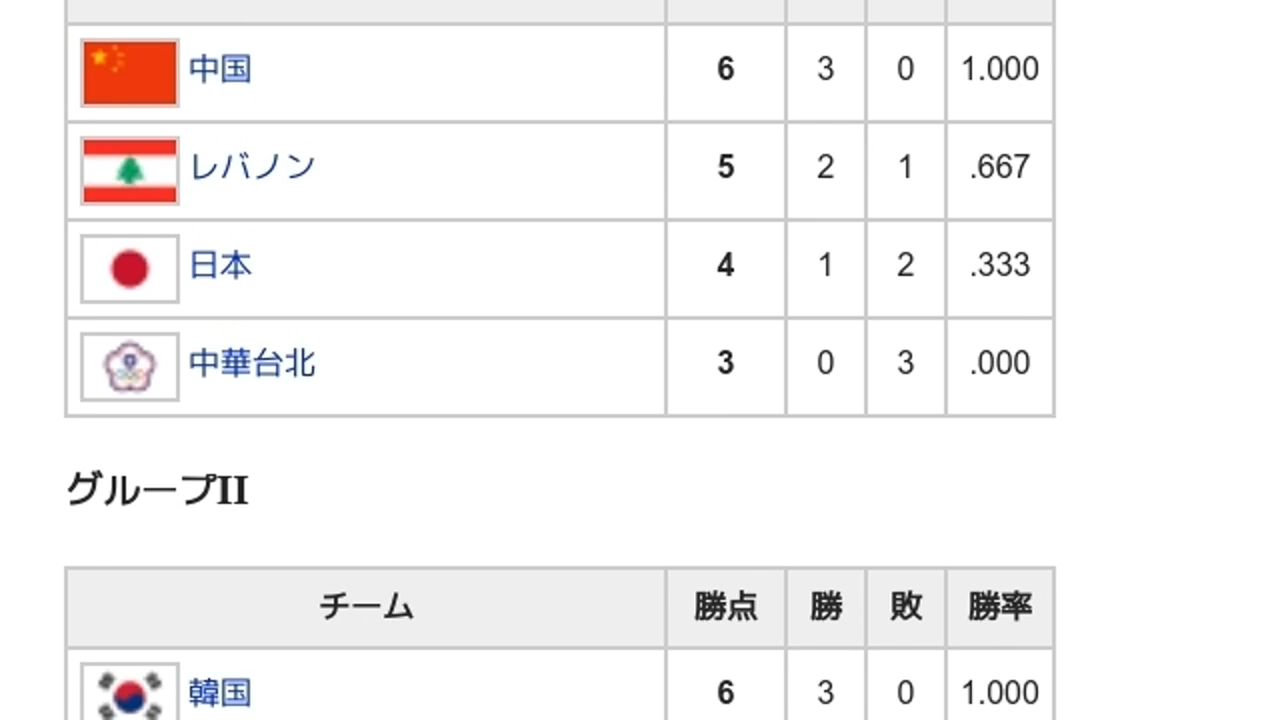 中国 6 3 0 1.000
レバノン 5 2 1 .667
日本 4 1 2 .333
中華台北 3 0 3 .000
グループII
チーム 勝点 勝 敗 勝率
韓国 6 3 0 1.000